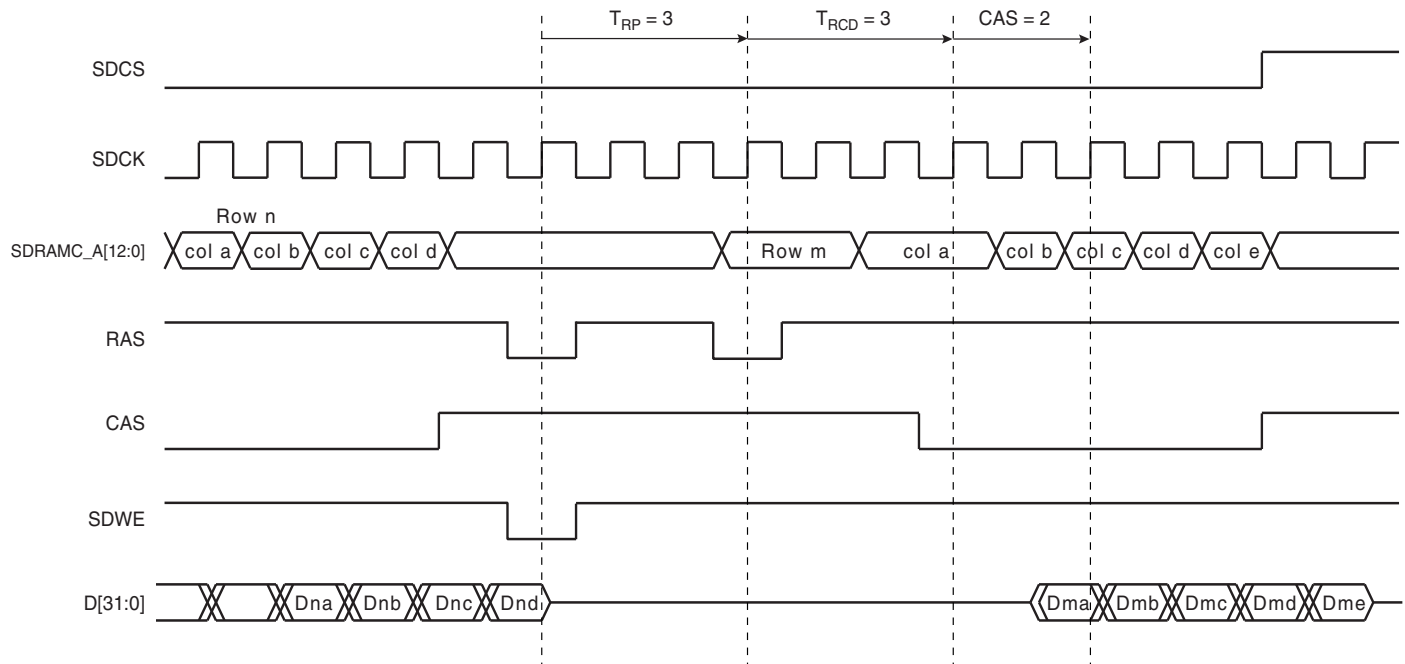 T_RP = 3 T_RCD = 3 CAS = 2
SDCS
SDCK
Row n
SDRAMC_A[12:0] col a col b col c col d Row m col a col b col c col d col e
RAS
CAS
SDWE
D[31:0] Dna Dnb Dnc Dnd Dma Dmb Dmc Dmd Dme